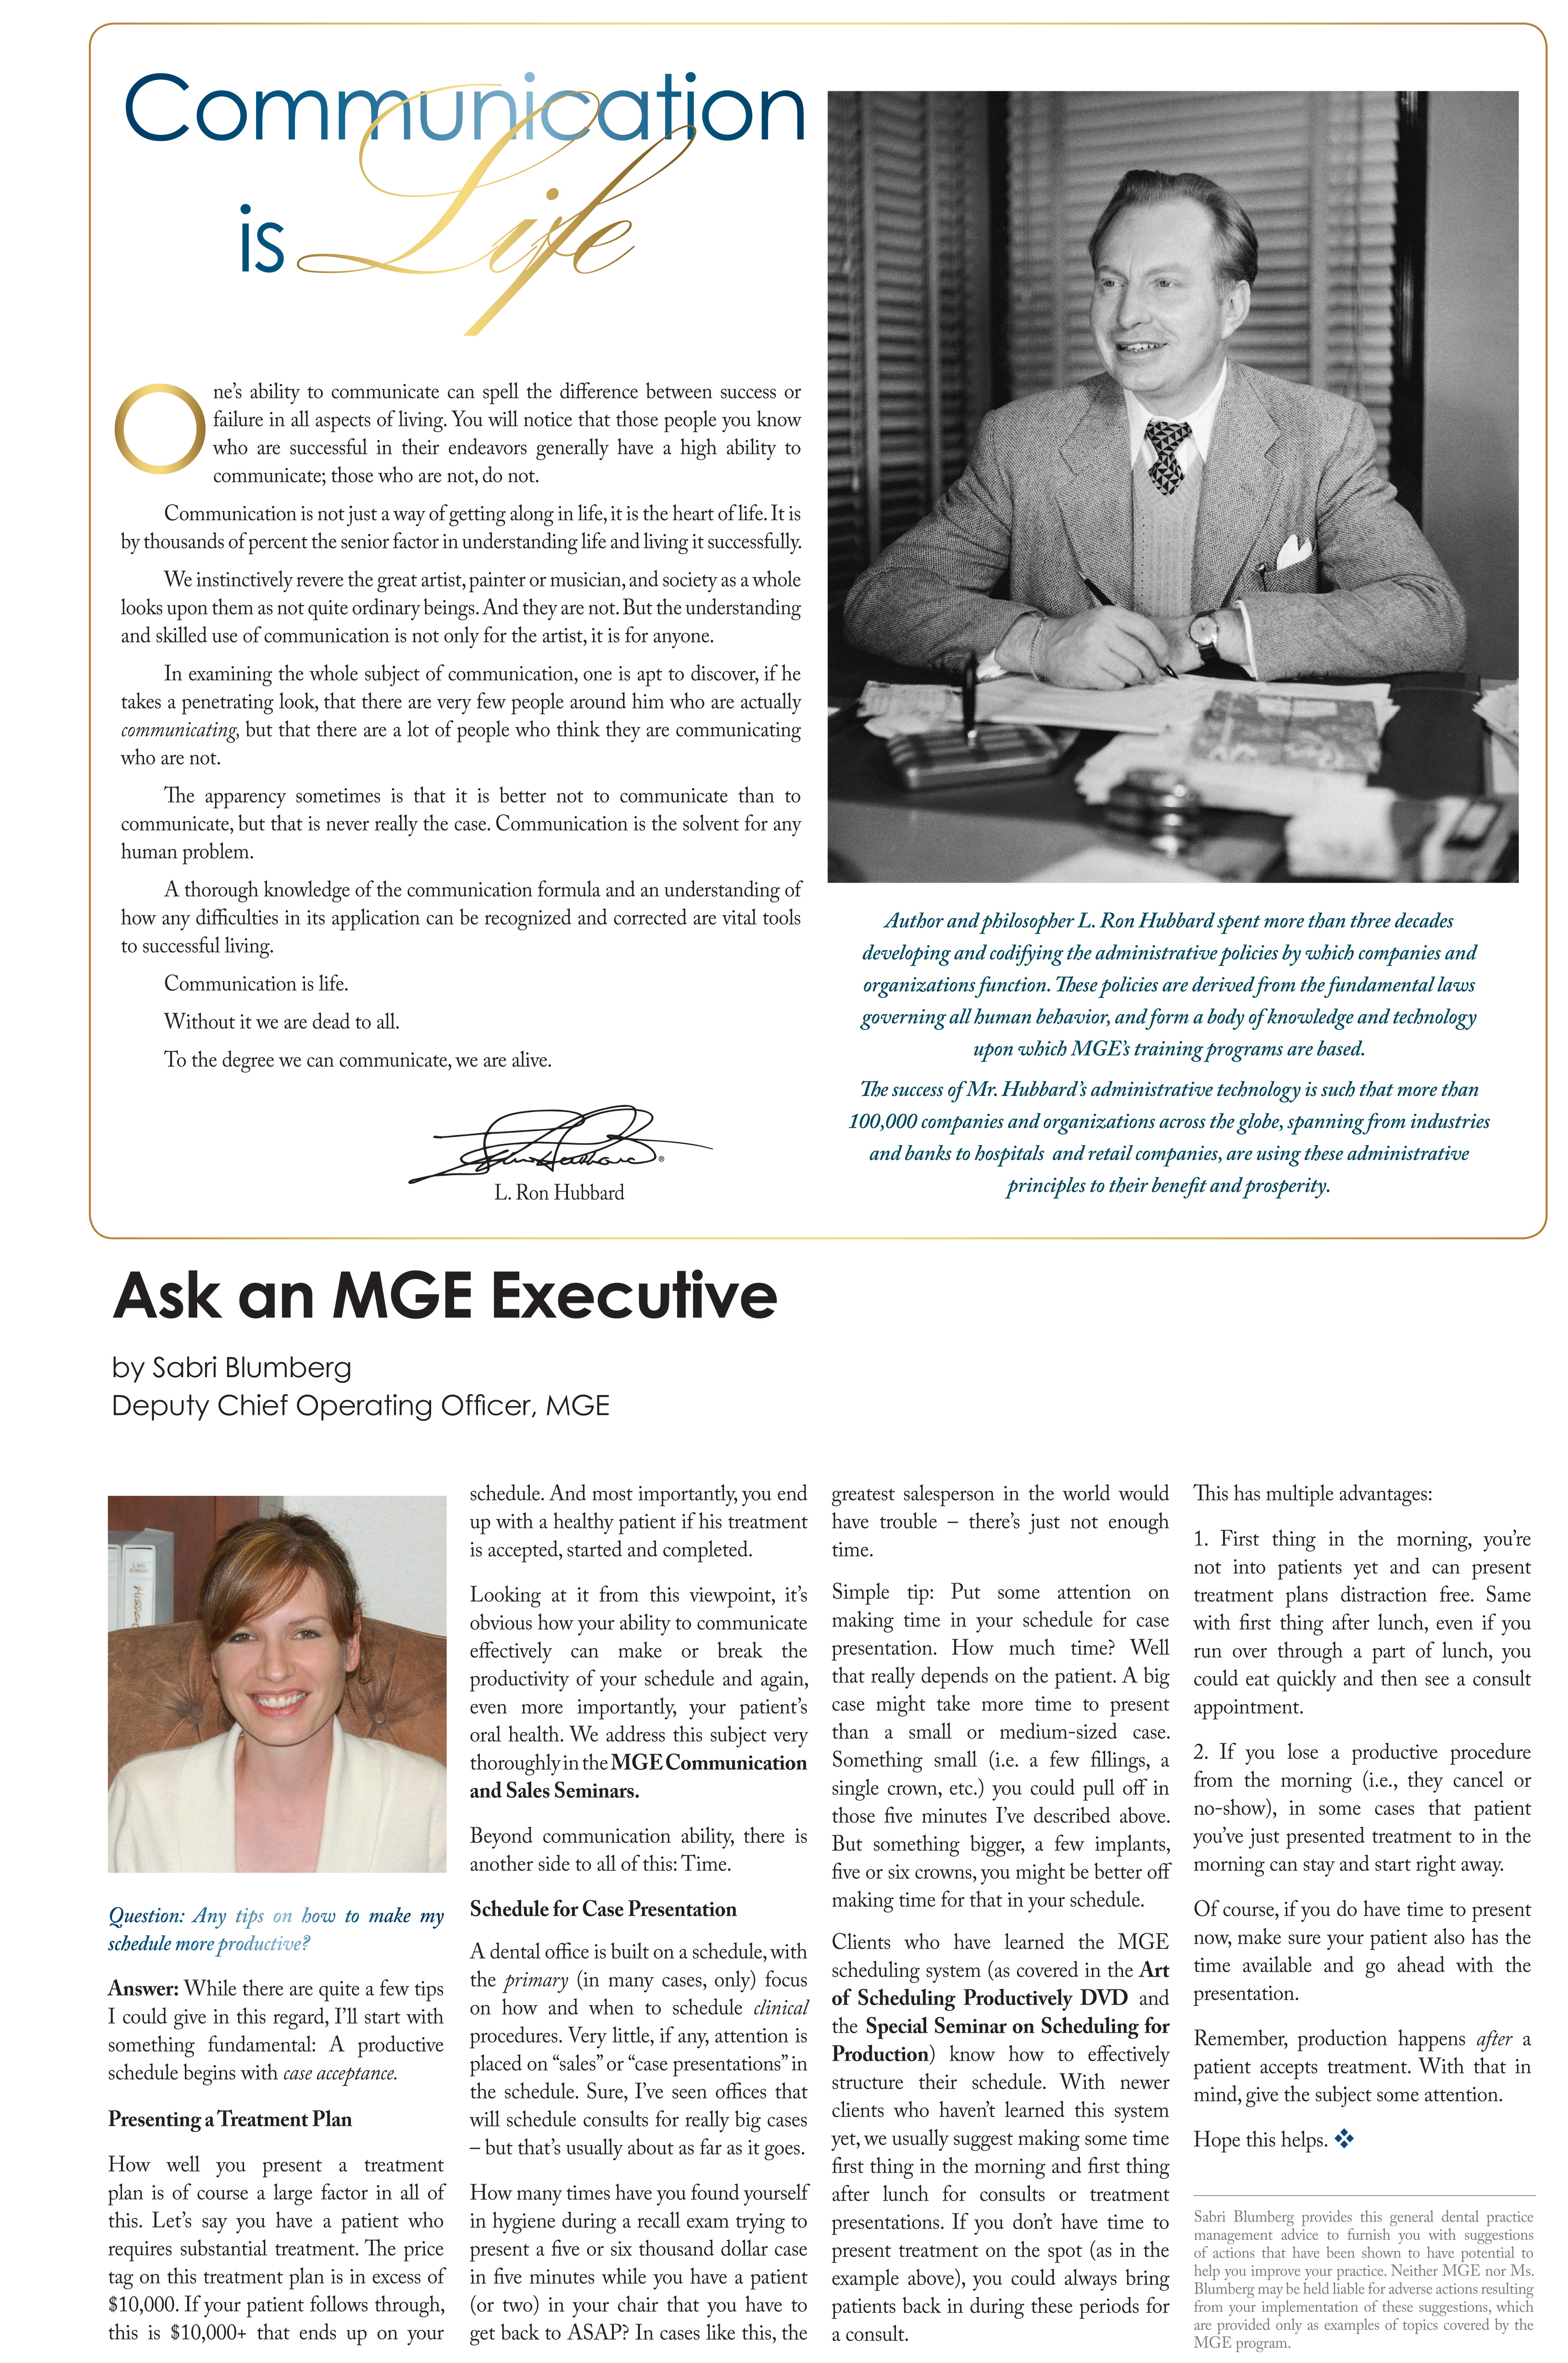 Communication
is Life
One's ability to communicate can spell the difference between success or
failure in all aspects of living. You will notice that those people you know
who are successful in their endeavors generally have a high ability to
communicate; those who are not, do not.
Communication is not just a way of getting along in life, it is the heart of life. It is
by thousands of percent the senior factor in understanding life and living it successfully.
We instinctively revere the great artist, painter or musician, and society as a whole
looks upon them as not quite ordinary beings. And they are not. But the understanding
and skilled use of communication is not only for the artist, it is for anyone.
In examining the whole subject of communication, one is apt to discover, if he
takes a penetrating look, that there are very few people around him who are actually
communicating, but that there are a lot of people who think they are communicating
who are not.
The apparency sometimes is that it is better not to communicate than to
communicate, but that is never really the case. Communication is the solvent for any
human problem.
A thorough knowledge of the communication formula and an understanding of
how any difficulties in its application can be recognized and corrected are vital tools
to successful living.
Communication is life.
Without it we are dead to all.
To the degree we can communicate, we are alive.
L. Ron Hubbard
Author and philosopher L. Ron Hubbard spent more than three decades
developing and codifying the administrative policies by which companies and
organizations function. These policies are derived from the fundamental laws
governing all human behavior, and form a body of knowledge and technology
upon which MGE's training programs are based.
The success of Mr. Hubbard's administrative technology is such that more than
100,000 companies and organizations across the globe, spanning from industries
and banks to hospitals and retail companies, are using these administrative
principles to their benefit and prosperity.
Ask an MGE Executive
by Sabri Blumberg
Deputy Chief Operating Officer, MGE
Question: Any tips on how to make my
schedule more productive?
Answer: While there are quite a few tips
I could give in this regard, I'll start with
something fundamental: A productive
schedule begins with case acceptance.
Presenting a Treatment Plan
How well you present a treatment
plan is of course a large factor in all of
this. Let's say you have a patient who
requires substantial treatment. The price
tag on this treatment plan is in excess of
$10,000. If your patient follows through,
this is $10,000+ that ends up on your
schedule. And most importantly, you end
up with a healthy patient if his treatment
is accepted, started and completed.
Looking at it from this viewpoint, it's
obvious how your ability to communicate
effectively can make or break the
productivity of your schedule and again,
even more importantly, your patient's
oral health. We address this subject very
thoroughly in the MGE Communication
and Sales Seminars.
Beyond communication ability, there is
another side to all of this: Time.
Schedule for Case Presentation
A dental office is built on a schedule, with
the primary (in many cases, only) focus
on how and when to schedule clinical
procedures. Very little, if any, attention is
placed on "sales" or "case presentations" in
the schedule. Sure, I've seen offices that
will schedule consults for really big cases
– but that's usually about as far as it goes.
How many times have you found yourself
in hygiene during a recall exam trying to
present a five or six thousand dollar case
in five minutes while you have a patient
(or two) in your chair that you have to
get back to ASAP? In cases like this, the
greatest salesperson in the world would
have trouble – there's just not enough
time.
Simple tip: Put some attention on
making time in your schedule for case
presentation. How much time? Well
that really depends on the patient. A big
case might take more time to present
than a small or medium-sized case.
Something small (i.e. a few fillings, a
single crown, etc.) you could pull off in
those five minutes I've described above.
But something bigger, a few implants,
five or six crowns, you might be better off
making time for that in your schedule.
Clients who have learned the MGE
scheduling system (as covered in the Art
of Scheduling Productively DVD and
the Special Seminar on Scheduling for
Production) know how to effectively
structure their schedule. With newer
clients who haven't learned this system
yet, we usually suggest making some time
first thing in the morning and first thing
after lunch for consults or treatment
presentations. If you don't have time to
present treatment on the spot (as in the
example above), you could always bring
patients back in during these periods for
a consult.
This has multiple advantages:
1. First thing in the morning, you're
not into patients yet and can present
treatment plans distraction free. Same
with first thing after lunch, even if you
run over through a part of lunch, you
could eat quickly and then see a consult
appointment.
2. If you lose a productive procedure
from the morning (i.e., they cancel or
no-show), in some cases that patient
you've just presented treatment to in the
morning can stay and start right away.
Of course, if you do have time to present
now, make sure your patient also has the
time available and go ahead with the
presentation.
Remember, production happens after a
patient accepts treatment. With that in
mind, give the subject some attention.
Hope this helps.
Sabri Blumberg provides this general dental practice
management advice to furnish you with suggestions
of actions that have been shown to have potential to
help you improve your practice. Neither MGE nor Ms.
Blumberg may be held liable for adverse actions resulting
from your implementation of these suggestions, which
are provided only as examples of topics covered by the
MGE program.